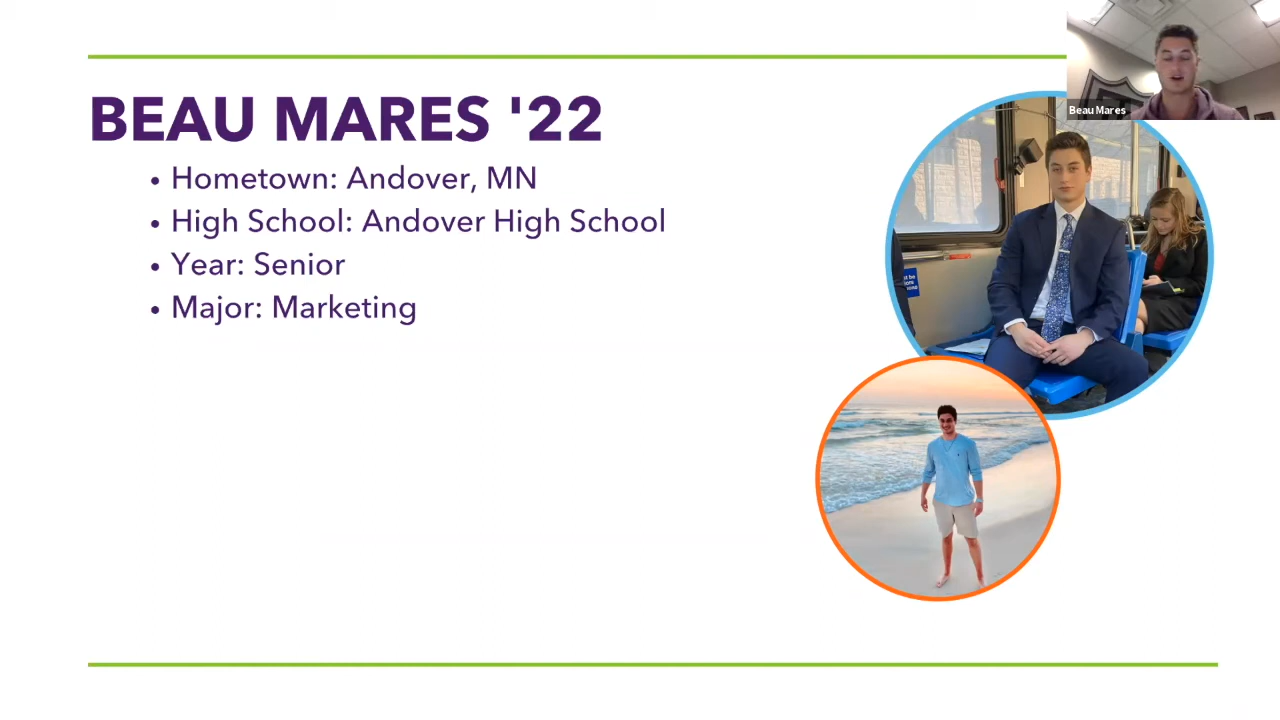 BEAU MARES '22
• Hometown: Andover, MN
• High School: Andover High School
• Year: Senior
• Major: Marketing
Beau Mares